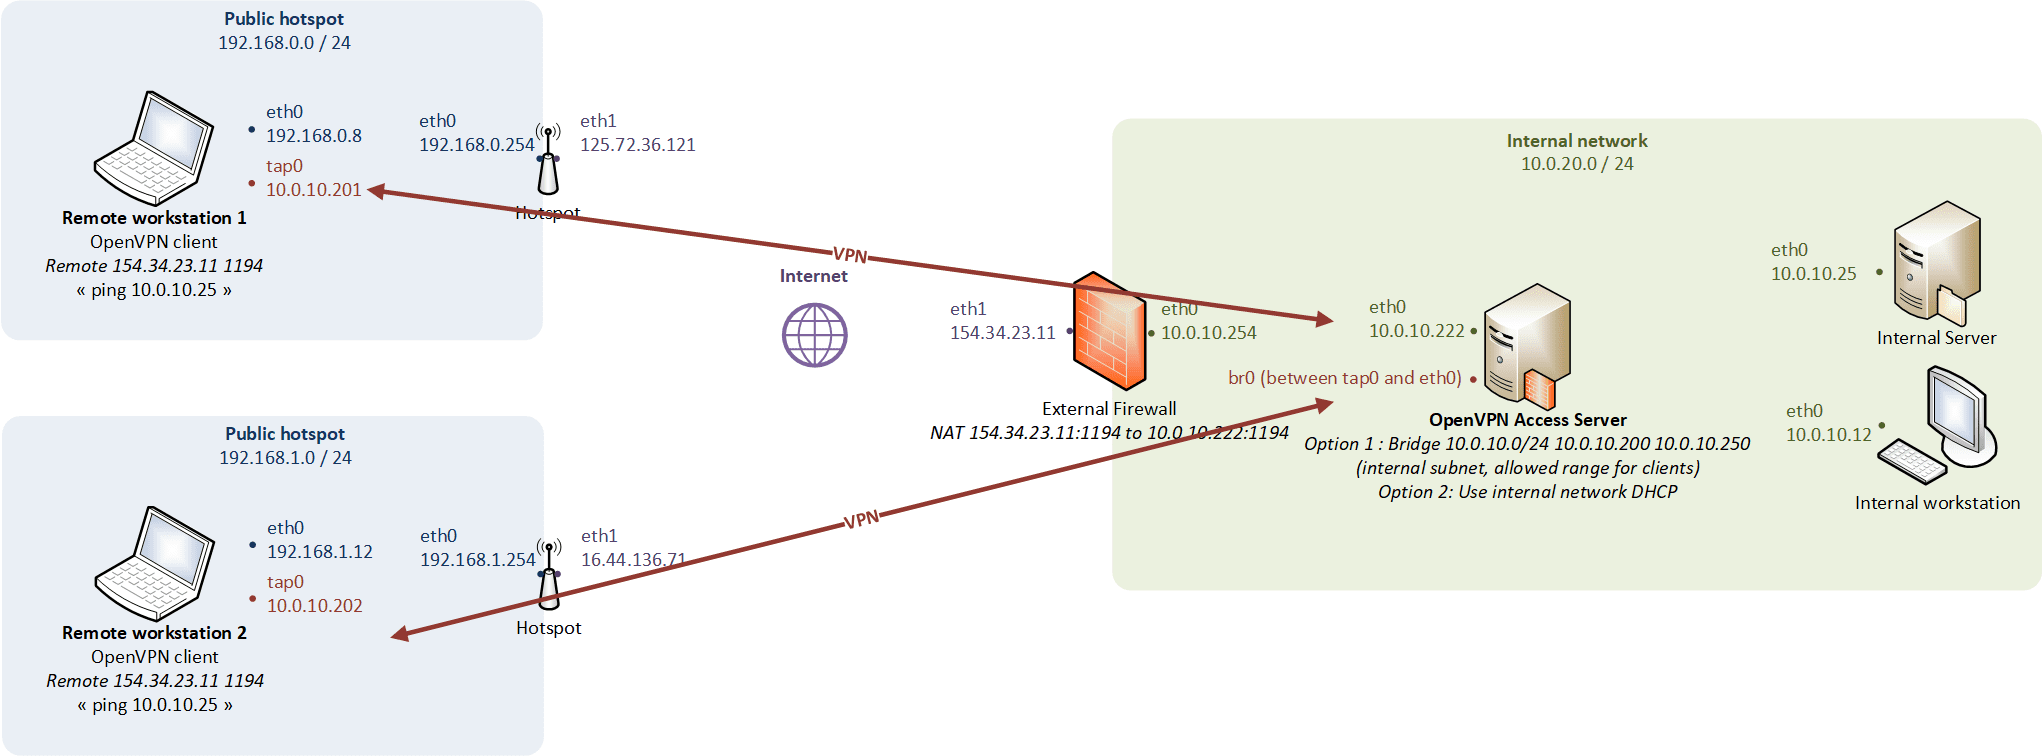 Public hotspot
192.168.0.0 / 24
eth0
192.168.0.8
tap0
10.0.10.201
eth0
192.168.0.254
eth1
125.72.36.121
Hotspot
Remote workstation 1
OpenVPN client
Remote 154.34.23.11 1194
« ping 10.0.10.25 »
VPN
Internet
eth1
154.34.23.11
eth0
10.0.10.254
External Firewall
NAT 154.34.23.11:1194 to 10.0.10.222:1194
Internal network
10.0.20.0 / 24
eth0
10.0.10.222
br0 (between tap0 and eth0)
OpenVPN Access Server
Option 1 : Bridge 10.0.10.0/24 10.0.10.200 10.0.10.250
(internal subnet, allowed range for clients)
Option 2: Use internal network DHCP
eth0
10.0.10.25
Internal Server
eth0
10.0.10.12
Internal workstation
Public hotspot
192.168.1.0 / 24
eth0
192.168.1.12
tap0
10.0.10.202
eth0
192.168.1.254
eth1
16.44.136.71
Hotspot
VPN
Remote workstation 2
OpenVPN client
Remote 154.34.23.11 1194
« ping 10.0.10.25 »